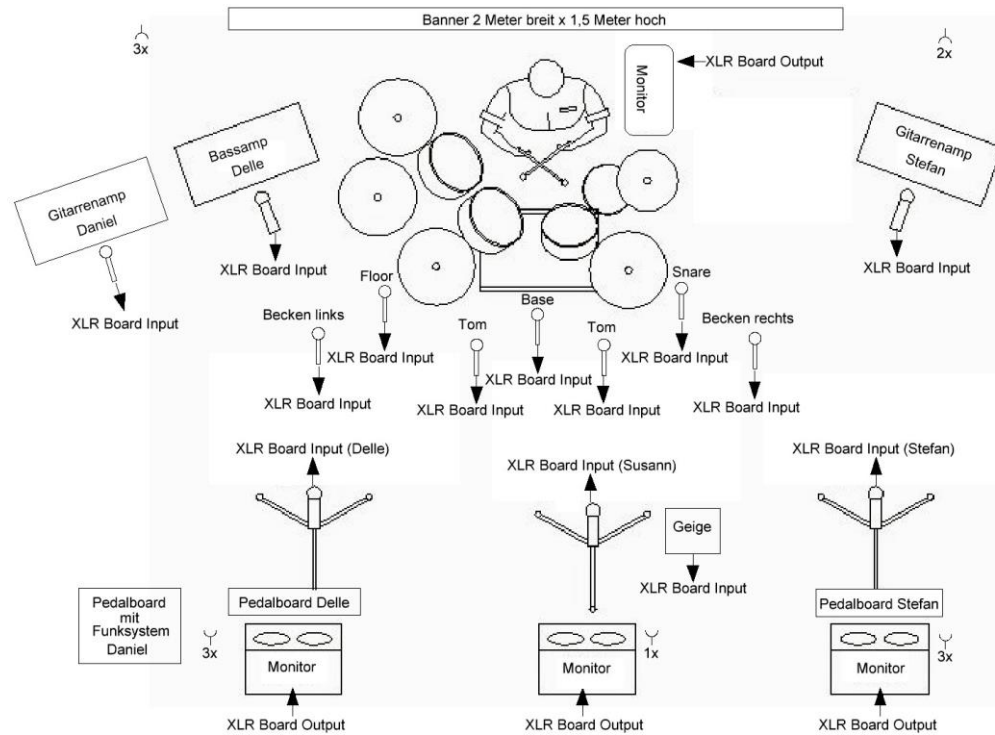 Banner 2 Meter breit x 1,5 Meter hoch
3x
2x
XLR Board Output
Monitor
Bassamp
Delle
Gitarrenamp
Stefan
Gitarrenamp
Daniel
XLR Board Input
XLR Board Input
XLR Board Input
Floor
Snare
Base
Becken links
Tom
Tom
Becken rechts
XLR Board Input
XLR Board Input
XLR Board Input
XLR Board Input
XLR Board Input
XLR Board Input
XLR Board Input
XLR Board Input (Delle)
XLR Board Input (Susann)
XLR Board Input (Stefan)
Geige
XLR Board Input
Pedalboard
mit
Funksystem
Daniel
Pedalboard Delle
Pedalboard Stefan
3x
1x
3x
Monitor
Monitor
Monitor
XLR Board Output
XLR Board Output
XLR Board Output